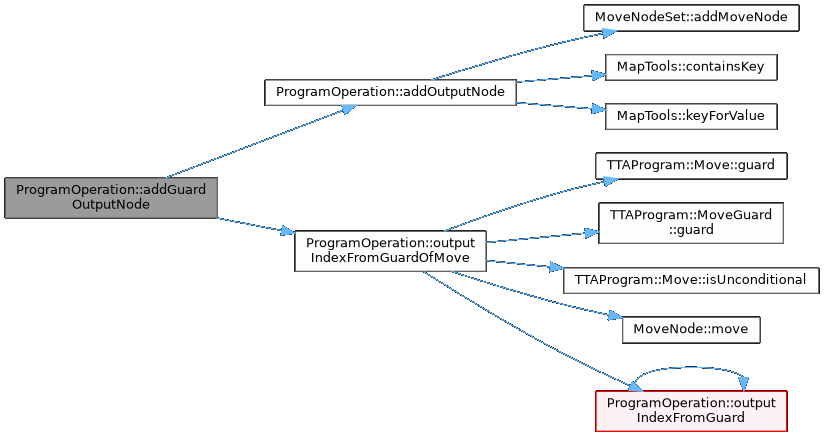 MoveNodeSet::addMoveNode
MapTools::containsKey
ProgramOperation::addOutputNode
MapTools::keyForValue
TTAProgram::Move::guard
ProgramOperation::addGuard
OutputNode
TTAProgram::MoveGuard
::guard
ProgramOperation::output
IndexFromGuardOfMove
TTAProgram::Move::isUnconditional
MoveNode::move
ProgramOperation::output
IndexFromGuard